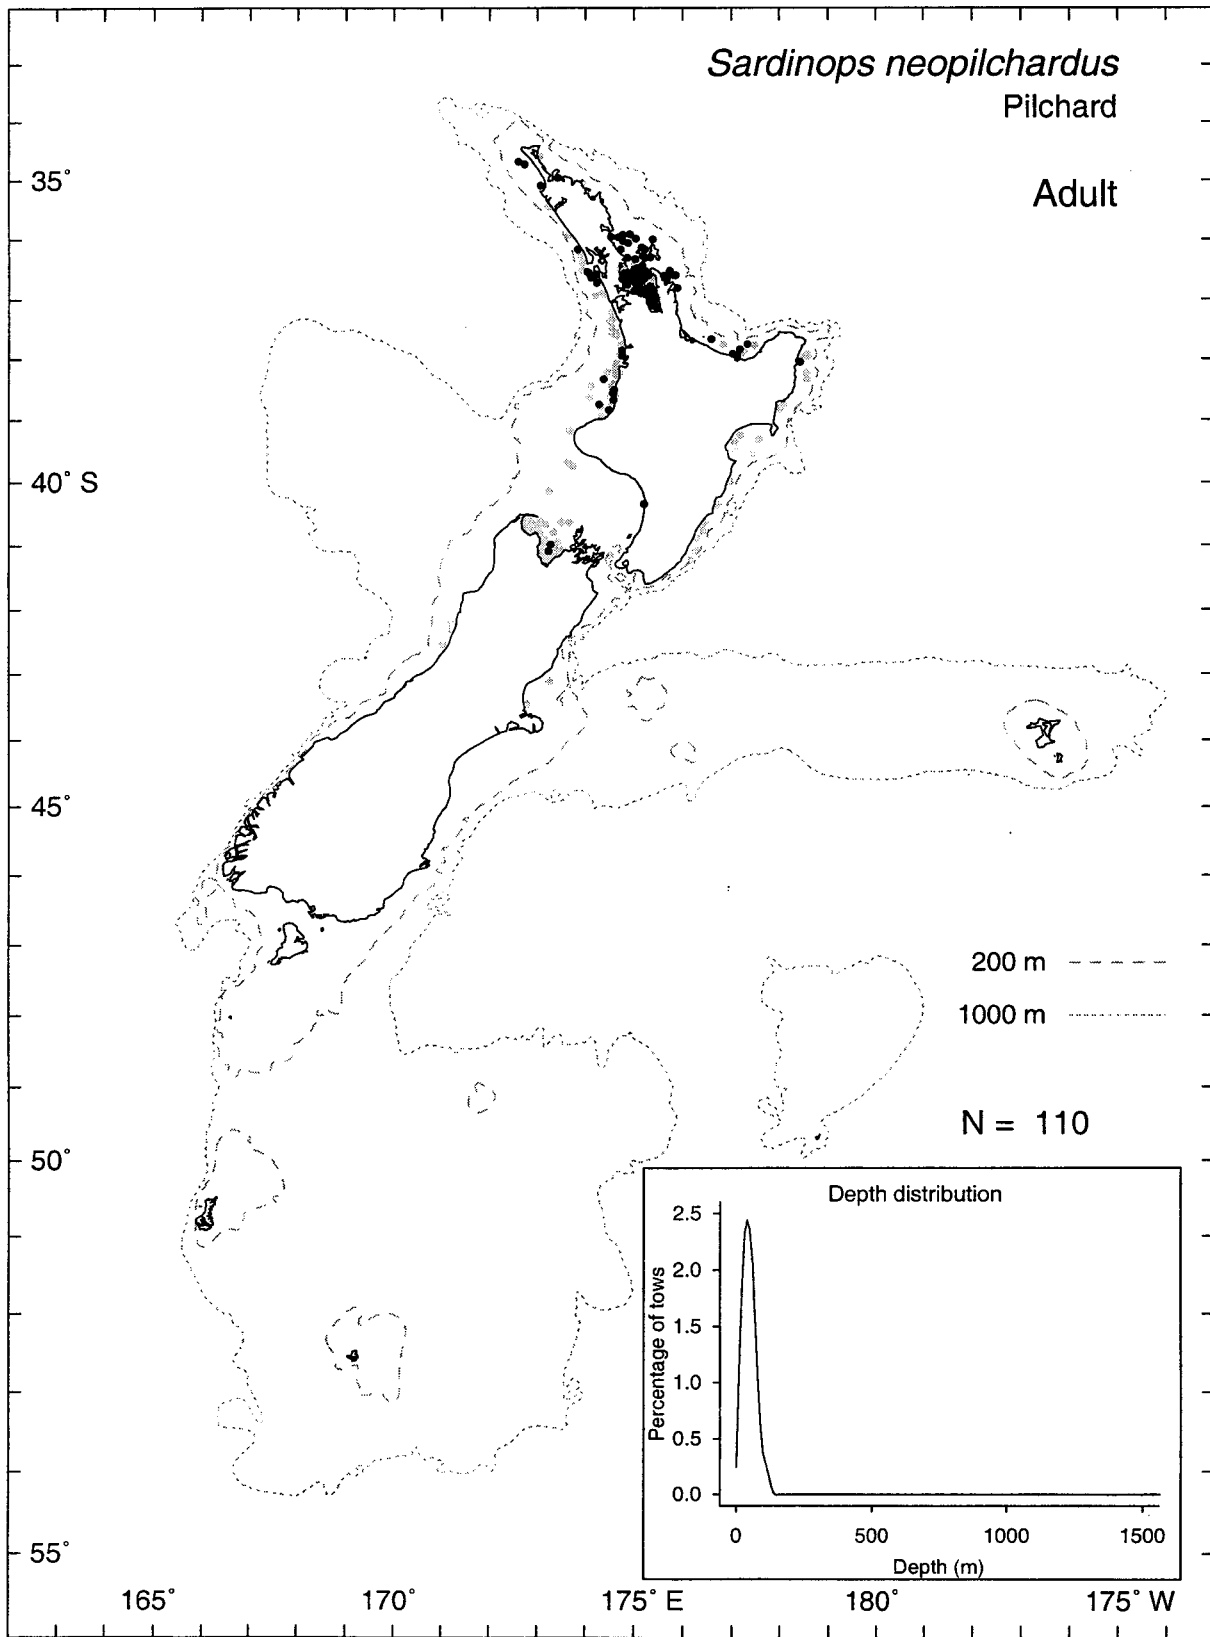 Sardinops neopilchardus
Pilchard
Adult
35°
40° S
45°
50°
55°
200 m
1000 m
N = 110
Depth distribution
Percentage of tows
2.5
2.0
1.5
1.0
0.5
0.0
0 500 1000 1500
Depth (m)
165° 170° 175° E 180° 175° W